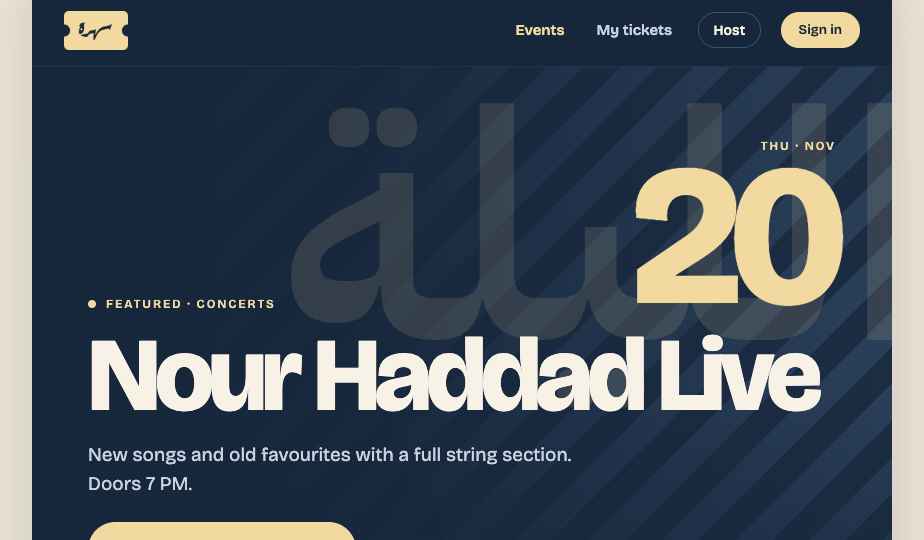 Events
My tickets
Host
Sign in
THU · NOV
20
FEATURED · CONCERTS
Nour Haddad Live
New songs and old favourites with a full string section.
Doors 7 PM.